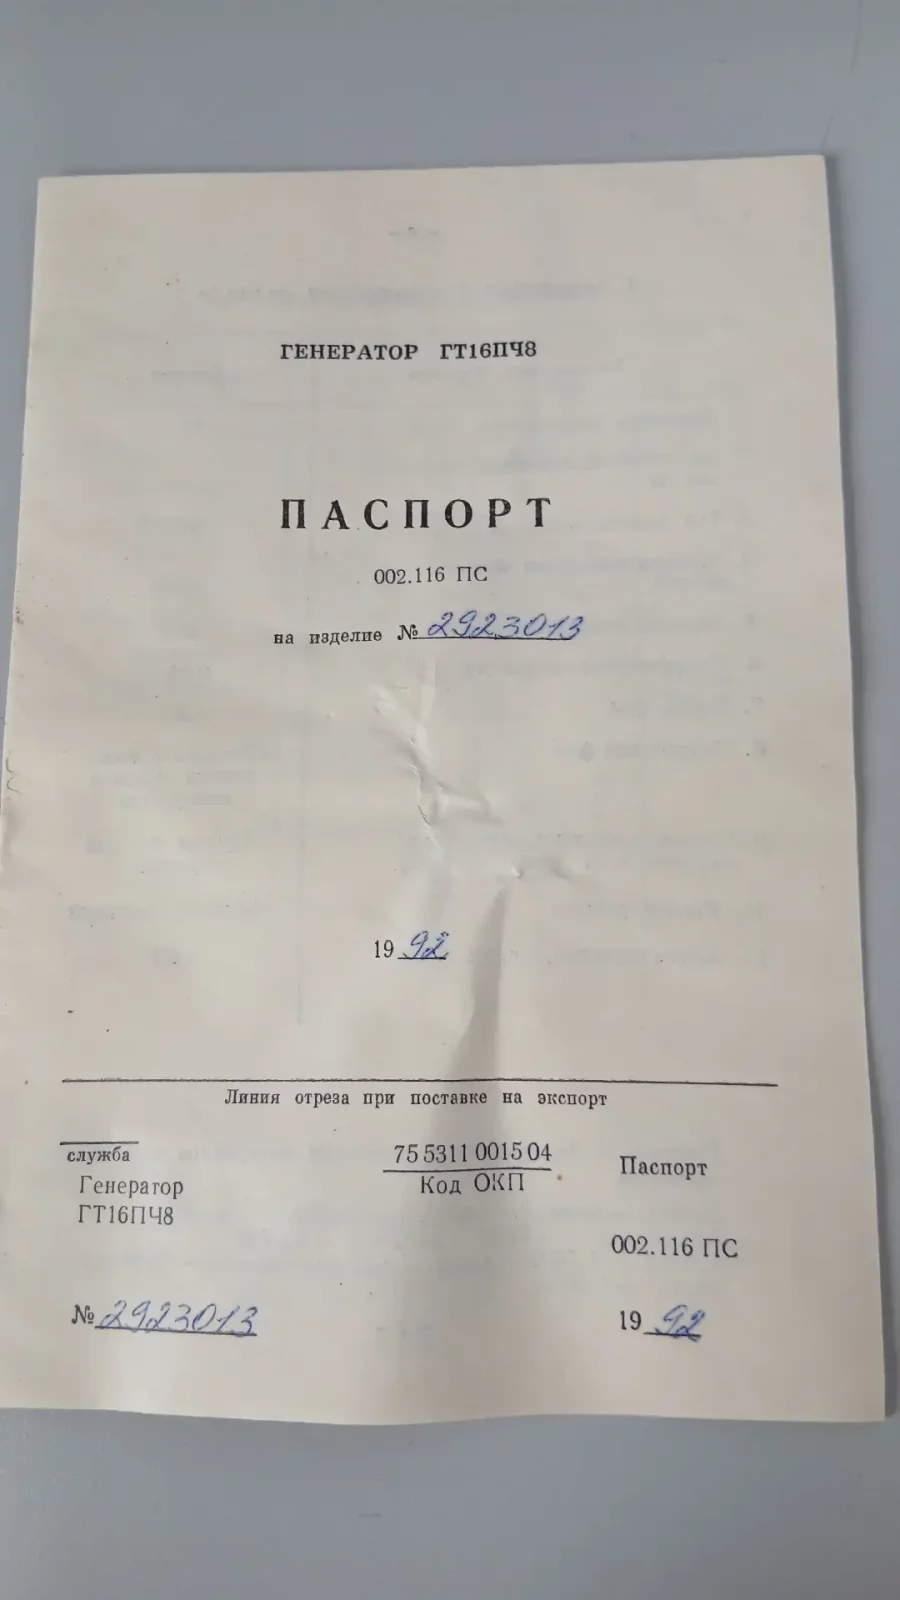 ГЕНЕРАТОР ГТ16ПЧ8
ПАСПОРТ
002.116 ПС
на изделие № 2923013
19 92
Линия отреза при поставке на экспорт
служба
Генератор
ГТ16ПЧ8
75 5311 0015 04
Код ОКП
Паспорт
002.116 ПС
№ 2923013
19 92